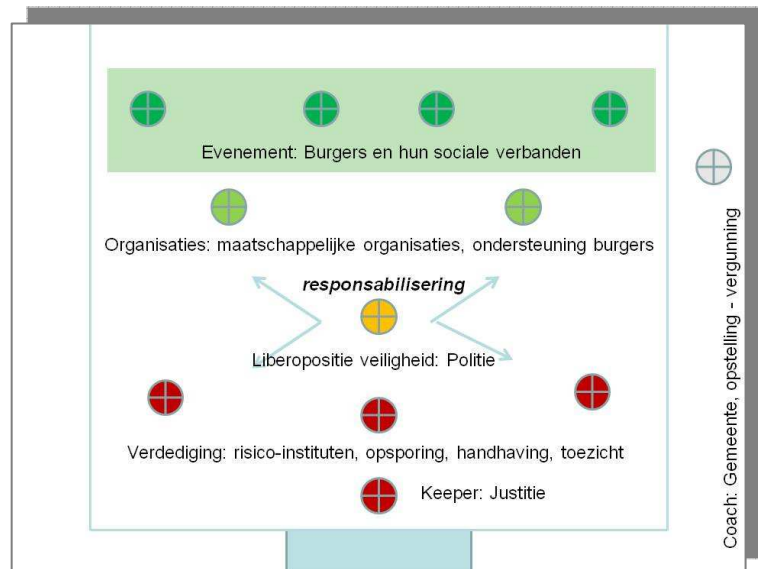 Evenement: Burgers en hun sociale verbanden
Organisaties: maatschappelijke organisaties, ondersteuning burgers
responsabilisering
Liberopositie veiligheid: Politie
Verdediging: risico-instituten, opsporing, handhaving, toezicht
Keeper: Justitie
Coach: Gemeente, opstelling - vergunning